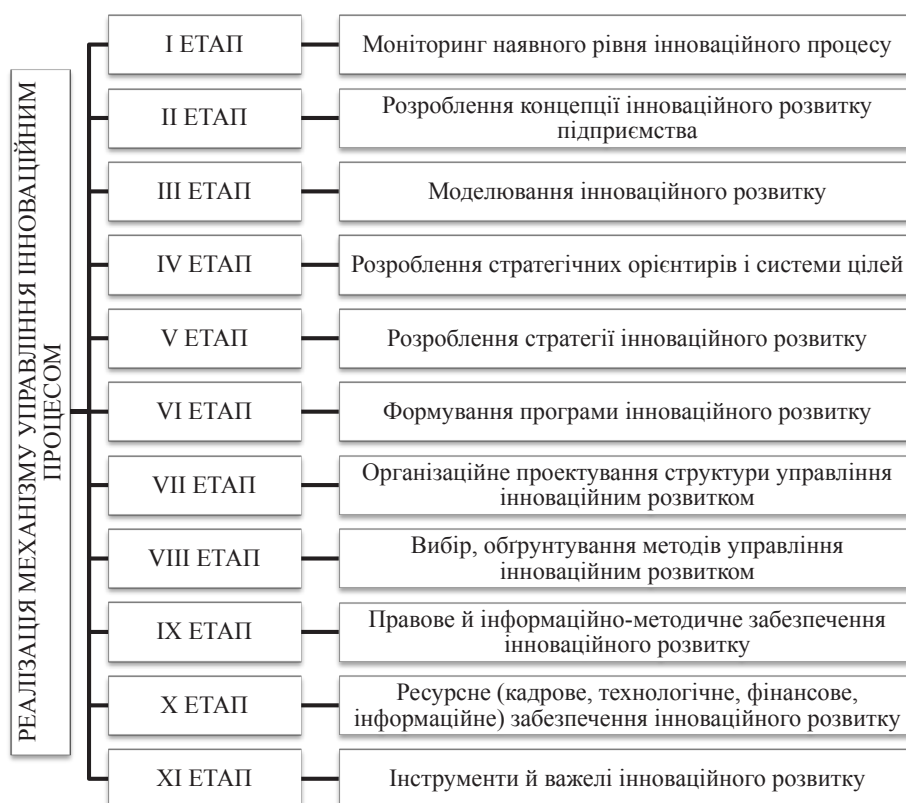 РЕАЛІЗАЦІЯ МЕХАНІЗМУ УПРАВЛІННЯ ІННОВАЦІЙНИМ
ПРОЦЕСОМ
І ЕТАП
Моніторинг наявного рівня інноваційного процесу
ІІ ЕТАП
Розроблення концепції інноваційного розвитку
підприємства
ІІІ ЕТАП
Моделювання інноваційного розвитку
IV ЕТАП
Розроблення стратегічних орієнтирів і системи цілей
V ЕТАП
Розроблення стратегії інноваційного розвитку
VI ЕТАП
Формування програми інноваційного розвитку
VII ЕТАП
Організаційне проектування структури управління
інноваційним розвитком
VIII ЕТАП
Вибір, обґрунтування методів управління
інноваційним розвитком
IX ЕТАП
Правове й інформаційно-методичне забезпечення
інноваційного розвитку
X ЕТАП
Ресурсне (кадрове, технологічне, фінансове,
інформаційне) забезпечення інноваційного розвитку
XI ЕТАП
Інструменти й важелі інноваційного розвитку